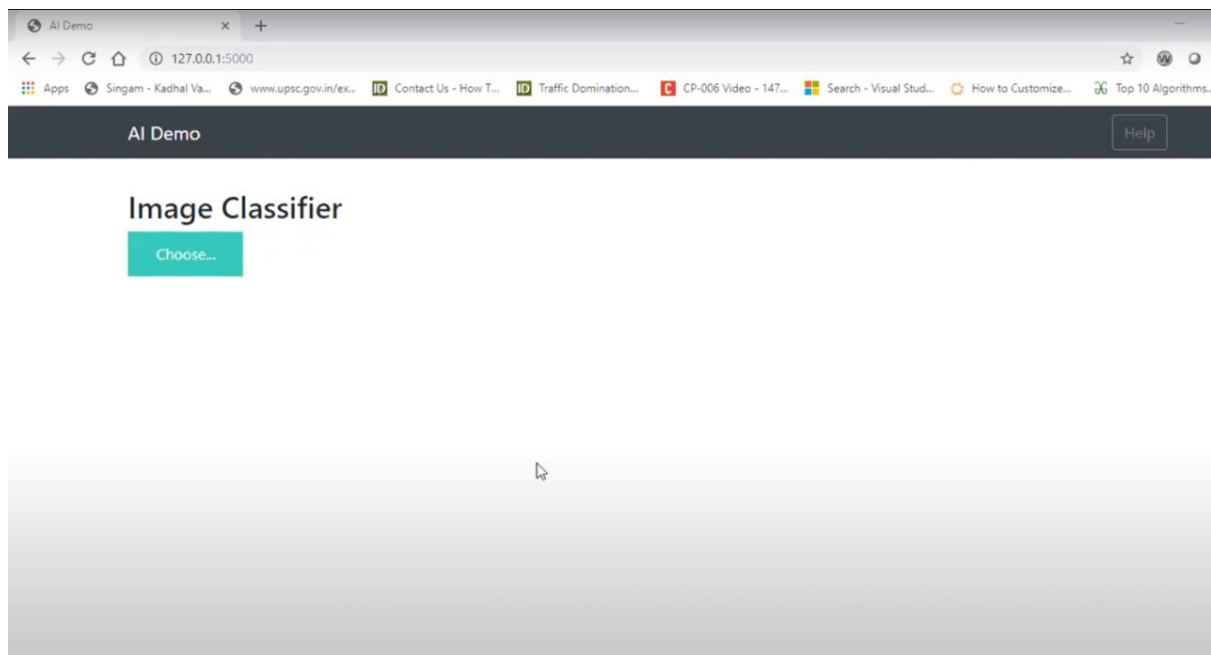 AI Demo
127.0.0.1:5000
Apps Singam - Kadhal Va... www.upsc.gov.in/ex... ID Contact Us - How T... ID Traffic Domination... C CP-006 Video - 147... Search - Visual Stud... How to Customize... Top 10 Algorithms..
AI Demo Help
Image Classifier
Choose...